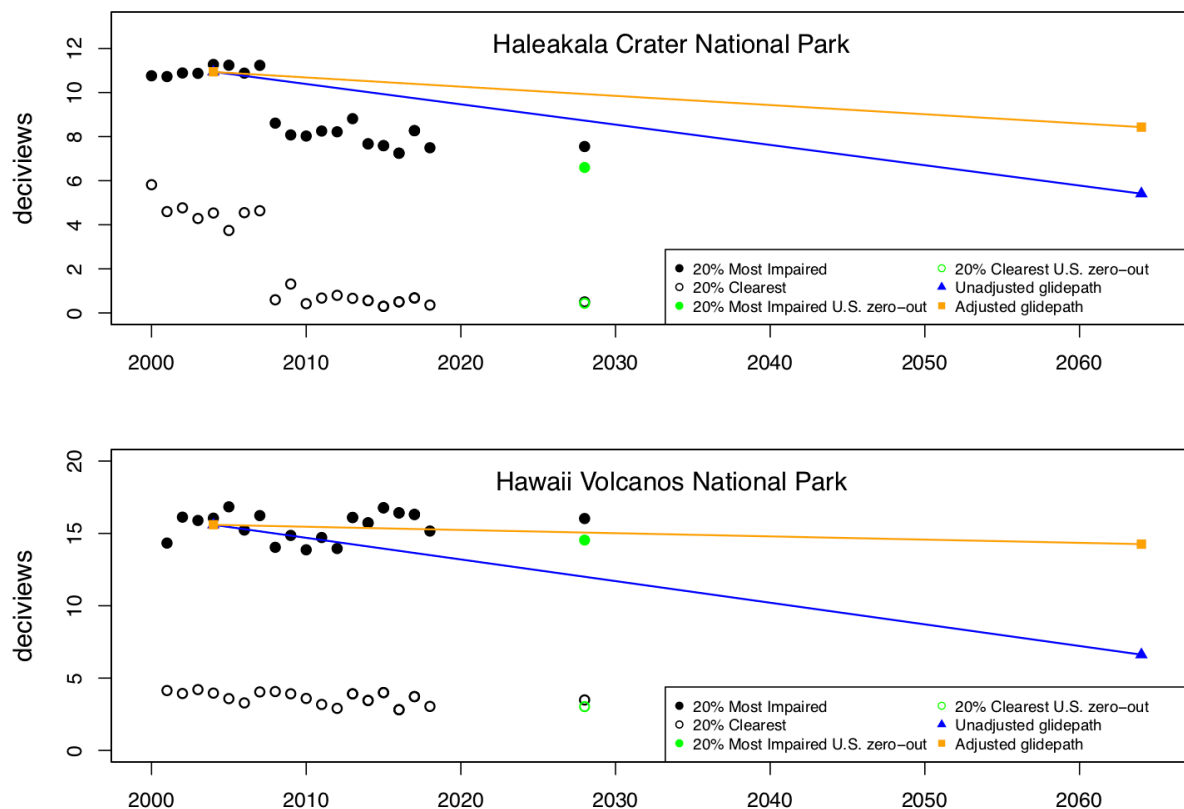 Haleakala Crater National Park
deciviews
12
10
8
6
4
2
0
20% Most Impaired
20% Clearest
20% Most Impaired U.S. zero−out
20% Clearest U.S. zero−out
Unadjusted glidepath
Adjusted glidepath
2000 2010 2020 2030 2040 2050 2060
Hawaii Volcanos National Park
deciviews
20
15
10
5
0
20% Most Impaired
20% Clearest
20% Most Impaired U.S. zero−out
20% Clearest U.S. zero−out
Unadjusted glidepath
Adjusted glidepath
2000 2010 2020 2030 2040 2050 2060